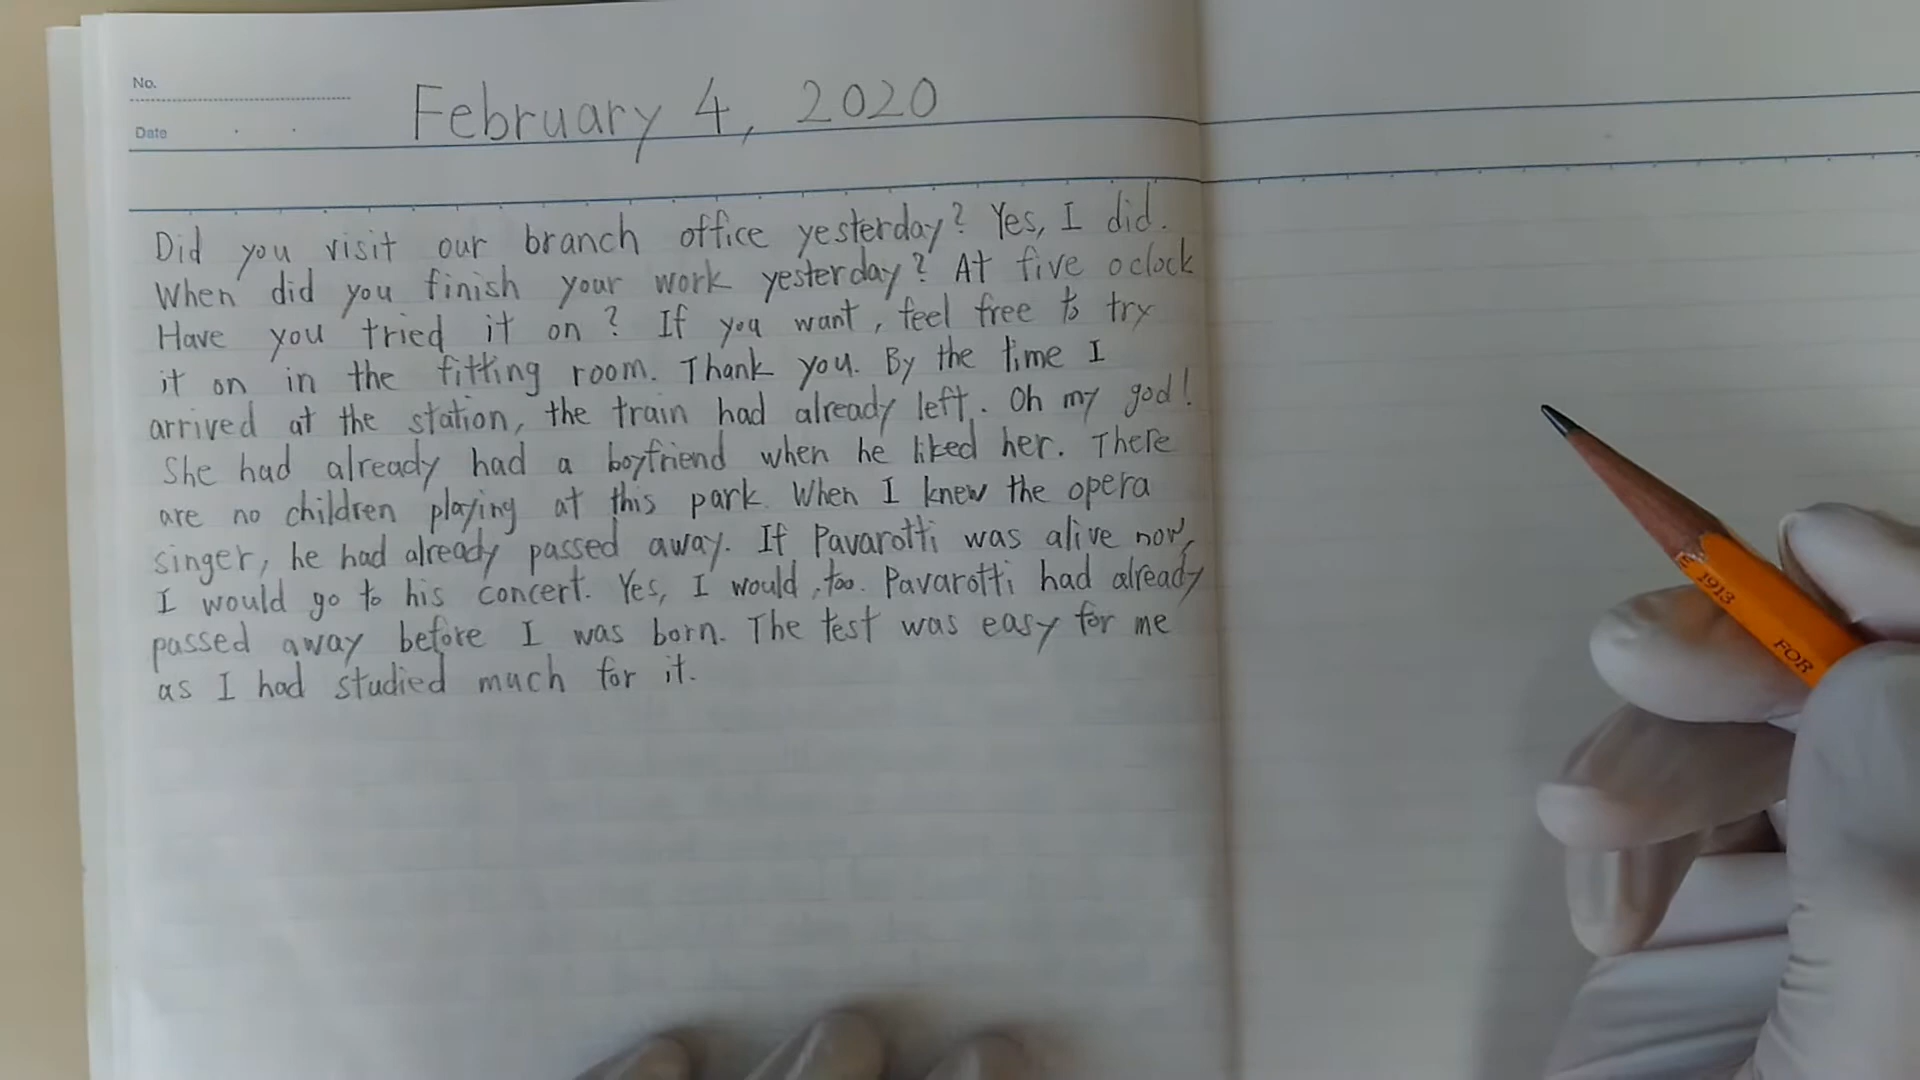 No.
Date
February 4, 2020
Did you visit our branch office yesterday? Yes, I did.
When did you finish your work yesterday? At five oclock
Have you tried it on? If you want, feel free to try
it on in the fitting room. Thank you. By the time I
arrived at the station, the train had already left. Oh my god!
She had already had a boyfriend when he liked her. There
are no children playing at this park. When I knew the opera
singer, he had already passed away. If Pavarotti was alive now,
I would go to his concert. Yes, I would, too. Pavarotti had already
passed away before I was born. The test was easy for me
as I had studied much for it.
1913
FOR